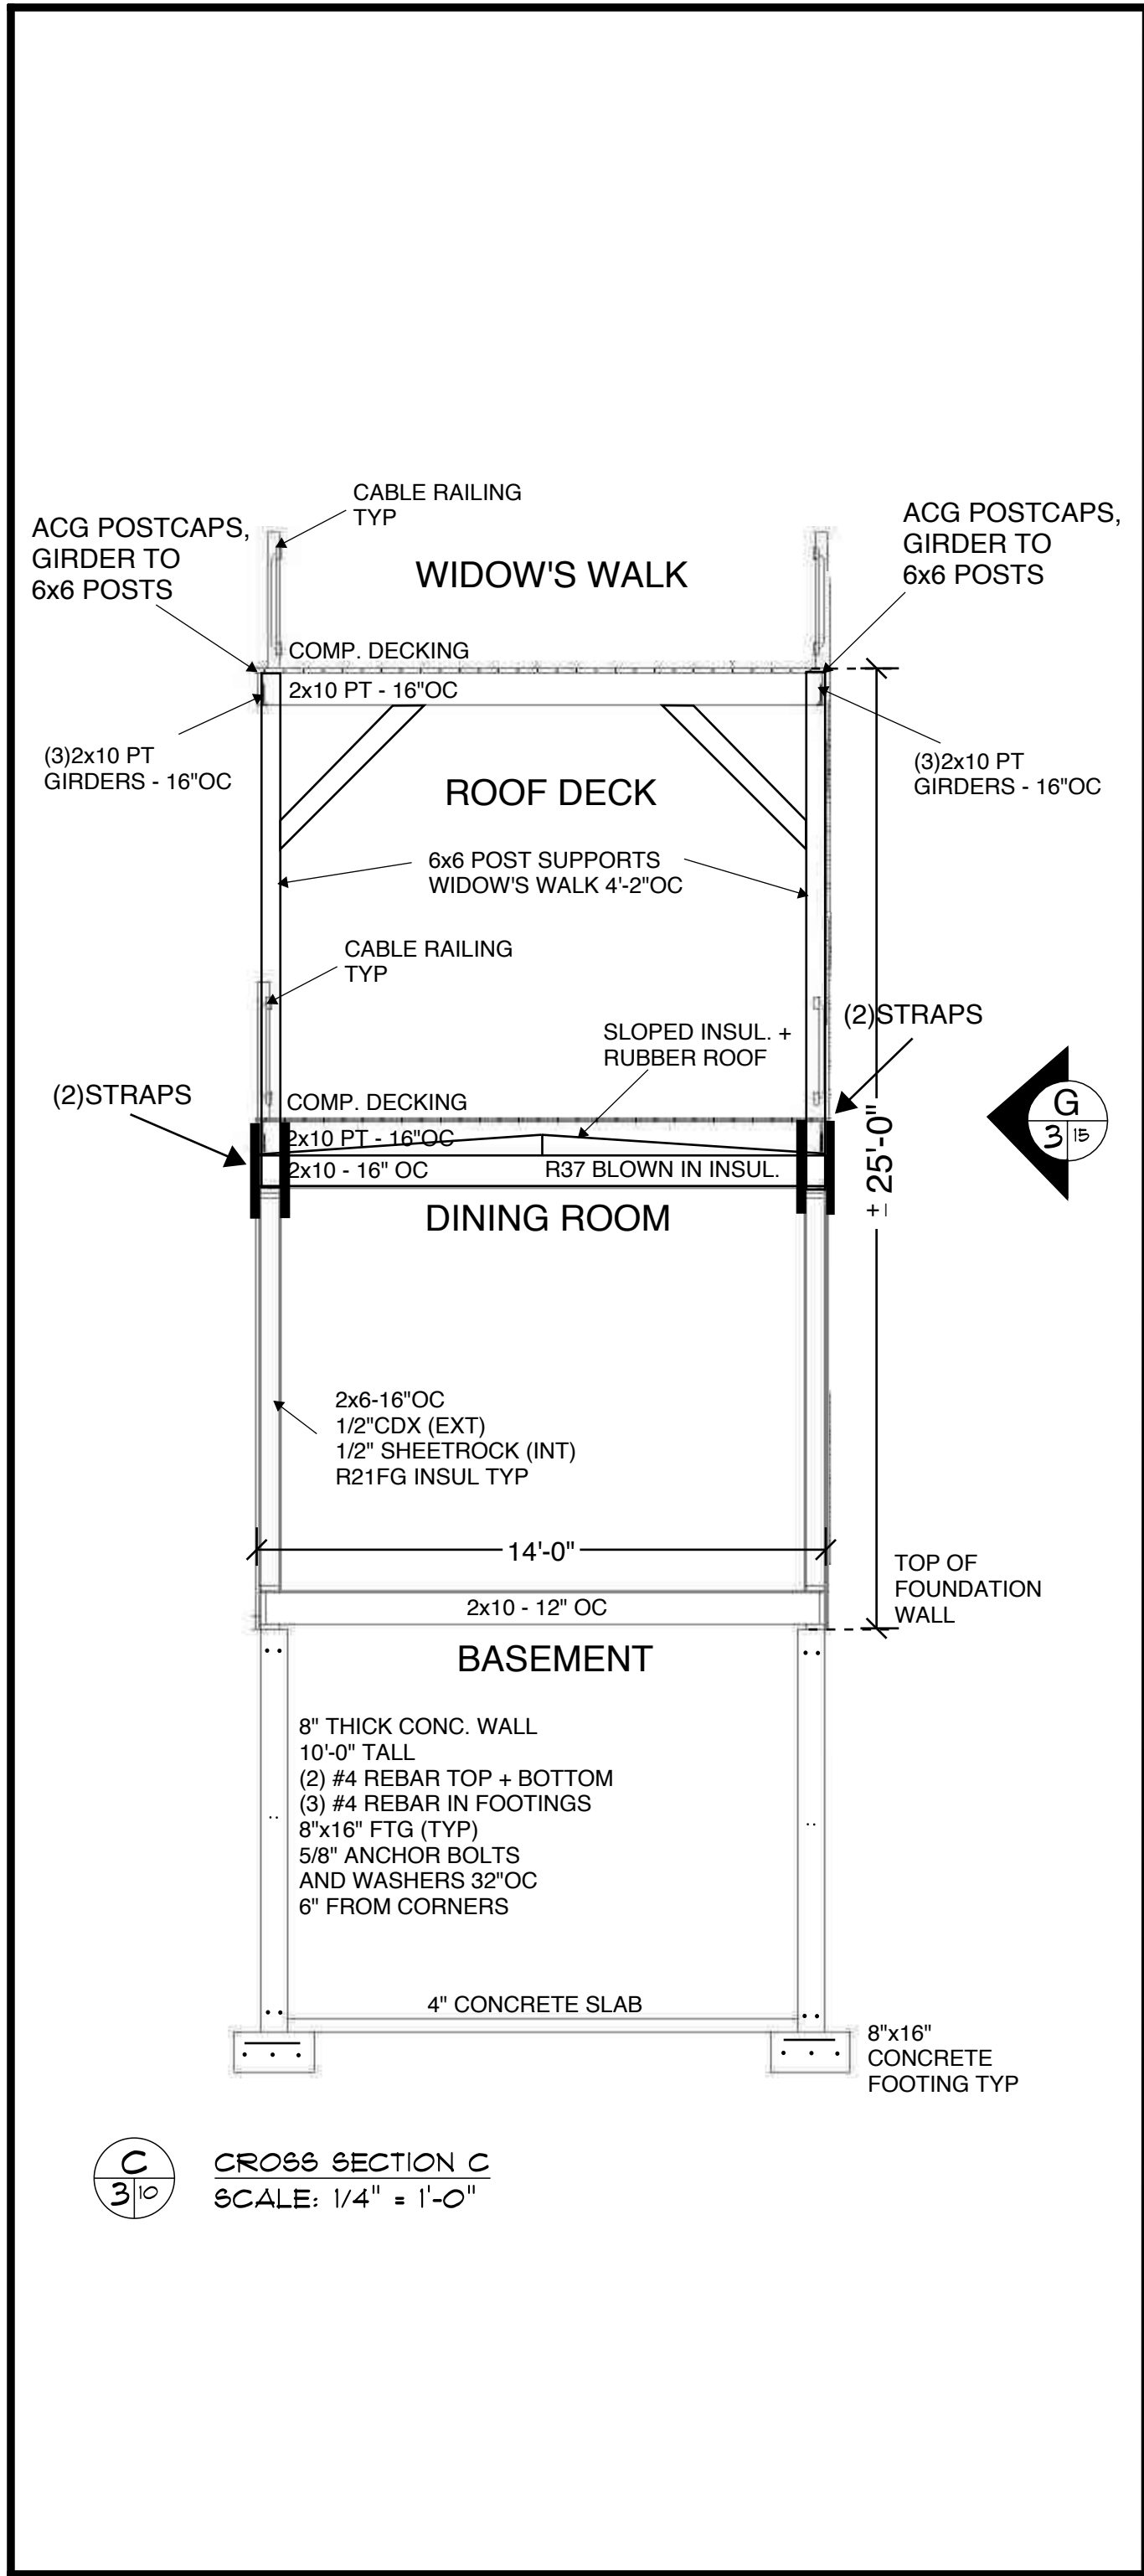 CABLE RAILING
TYP
ACG POSTCAPS,
GIRDER TO
6x6 POSTS
ACG POSTCAPS,
GIRDER TO
6x6 POSTS
WIDOW'S WALK
COMP. DECKING
2x10 PT - 16"OC
(3)2x10 PT
GIRDERS - 16"OC
(3)2x10 PT
GIRDERS - 16"OC
ROOF DECK
6x6 POST SUPPORTS
WIDOW'S WALK 4'-2"OC
CABLE RAILING
TYP
SLOPED INSUL. +
RUBBER ROOF
(2)STRAPS
(2)STRAPS
COMP. DECKING
2x10 PT - 16"OC
2x10 - 16" OC
R37 BLOWN IN INSUL.
G
3 15
± 25'-0"
DINING ROOM
2x6-16"OC
1/2"CDX (EXT)
1/2" SHEETROCK (INT)
R21FG INSUL TYP
14'-0"
TOP OF
FOUNDATION
WALL
2x10 - 12" OC
BASEMENT
8" THICK CONC. WALL
10'-0" TALL
(2) #4 REBAR TOP + BOTTOM
(3) #4 REBAR IN FOOTINGS
8"x16" FTG (TYP)
5/8" ANCHOR BOLTS
AND WASHERS 32"OC
6" FROM CORNERS
4" CONCRETE SLAB
8"x16"
CONCRETE
FOOTING TYP
C
3 10
CROSS SECTION C
SCALE: 1/4" = 1'-0"